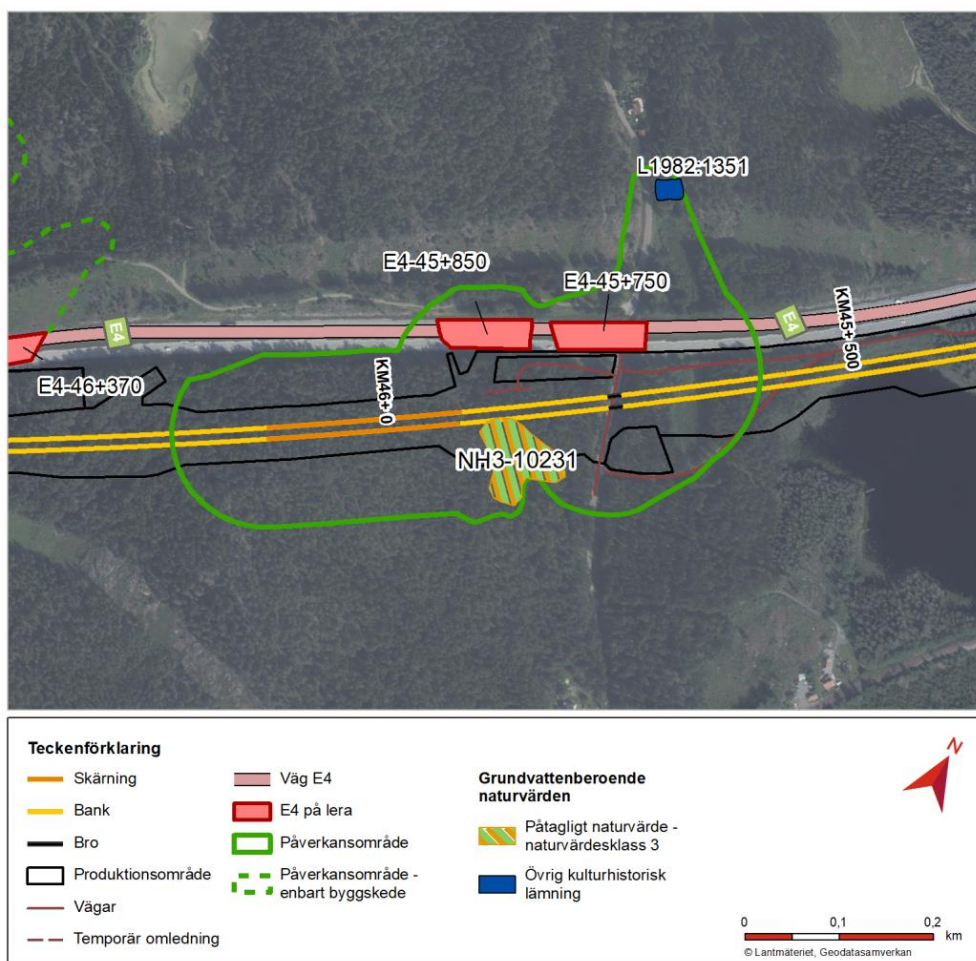 L1982:1351
E4-45+850
E4-45+750
E4
E4
KM45+500
E4-46+370
KM46+0
NH3-10231
Teckenförklaring
Skärning
Bank
Bro
Produktionsområde
Vägar
Temporär omledning
Väg E4
E4 på lera
Påverkansområde
Påverkansområde -
enbart byggskede
Grundvattenberoende
naturvärden
Påtagligt naturvärde -
naturvärdesklass 3
Övrig kulturhistorisk
lämning
N
0 0,1 0,2
km
© Lantmäteriet, Geodatasamverkan